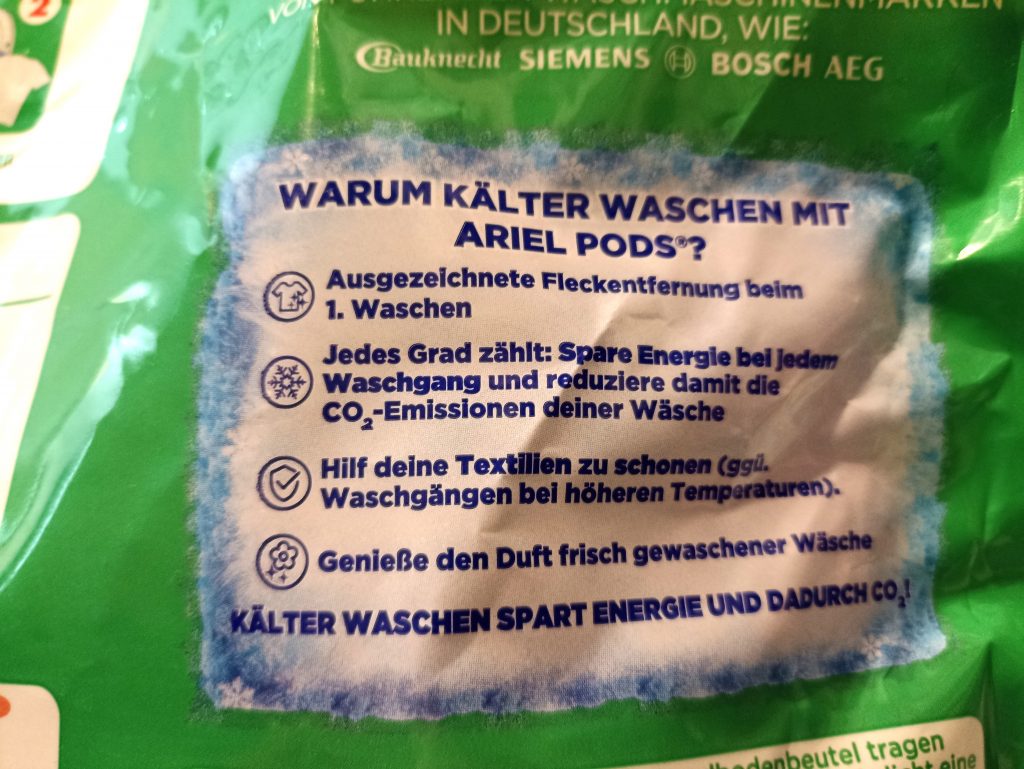 2
IN DEUTSCHLAND, WIE:
Bauknecht SIEMENS BOSCH AEG
WARUM KÄLTER WASCHEN MIT
ARIEL PODS®?
Ausgezeichnete Fleckentfernung beim
1. Waschen
Jedes Grad zählt: Spare Energie bei jedem
Waschgang und reduziere damit die
CO₂-Emissionen deiner Wäsche
Hilf deine Textilien zu schonen (ggü.
Waschgängen bei höheren Temperaturen).
Genieße den Duft frisch gewaschener Wäsche
KÄLTER WASCHEN SPART ENERGIE UND DADURCH CO₂!
tragen
eine